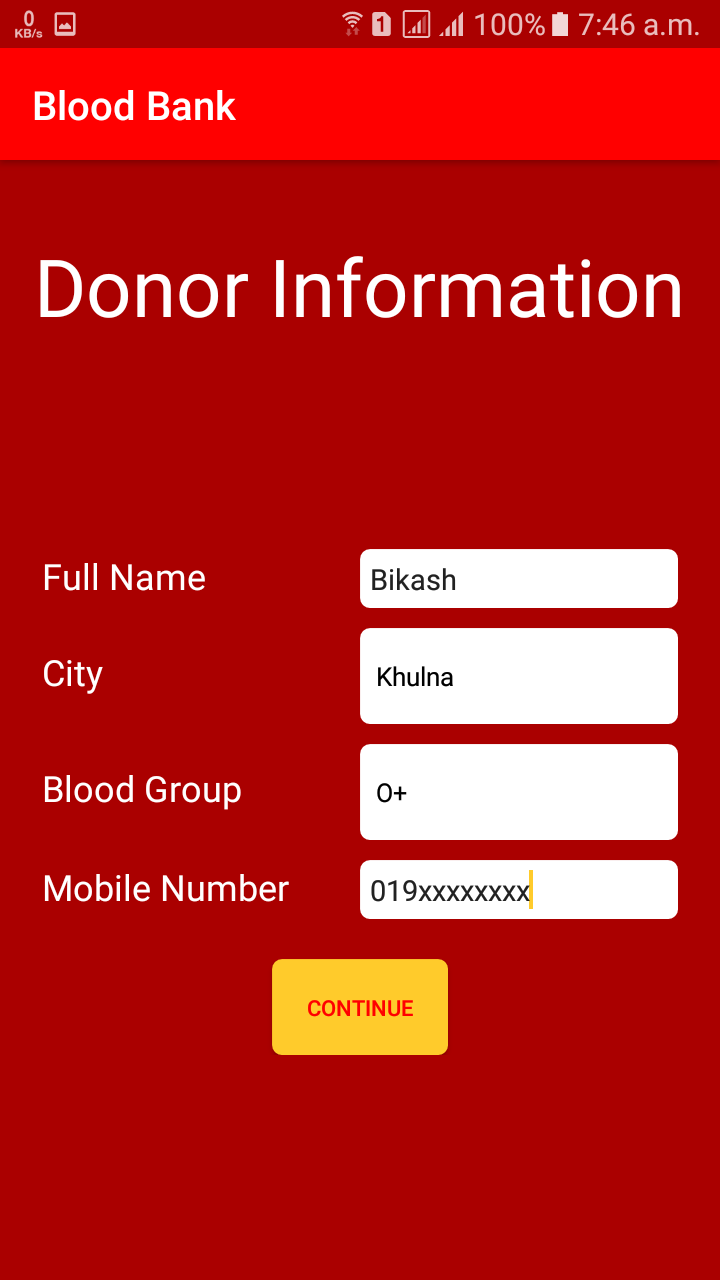 0 KB/s 1 100% 7:46 a.m.
Blood Bank
Donor Information
Full Name Bikash
City Khulna
Blood Group O+
Mobile Number 019xxxxxxxx
CONTINUE